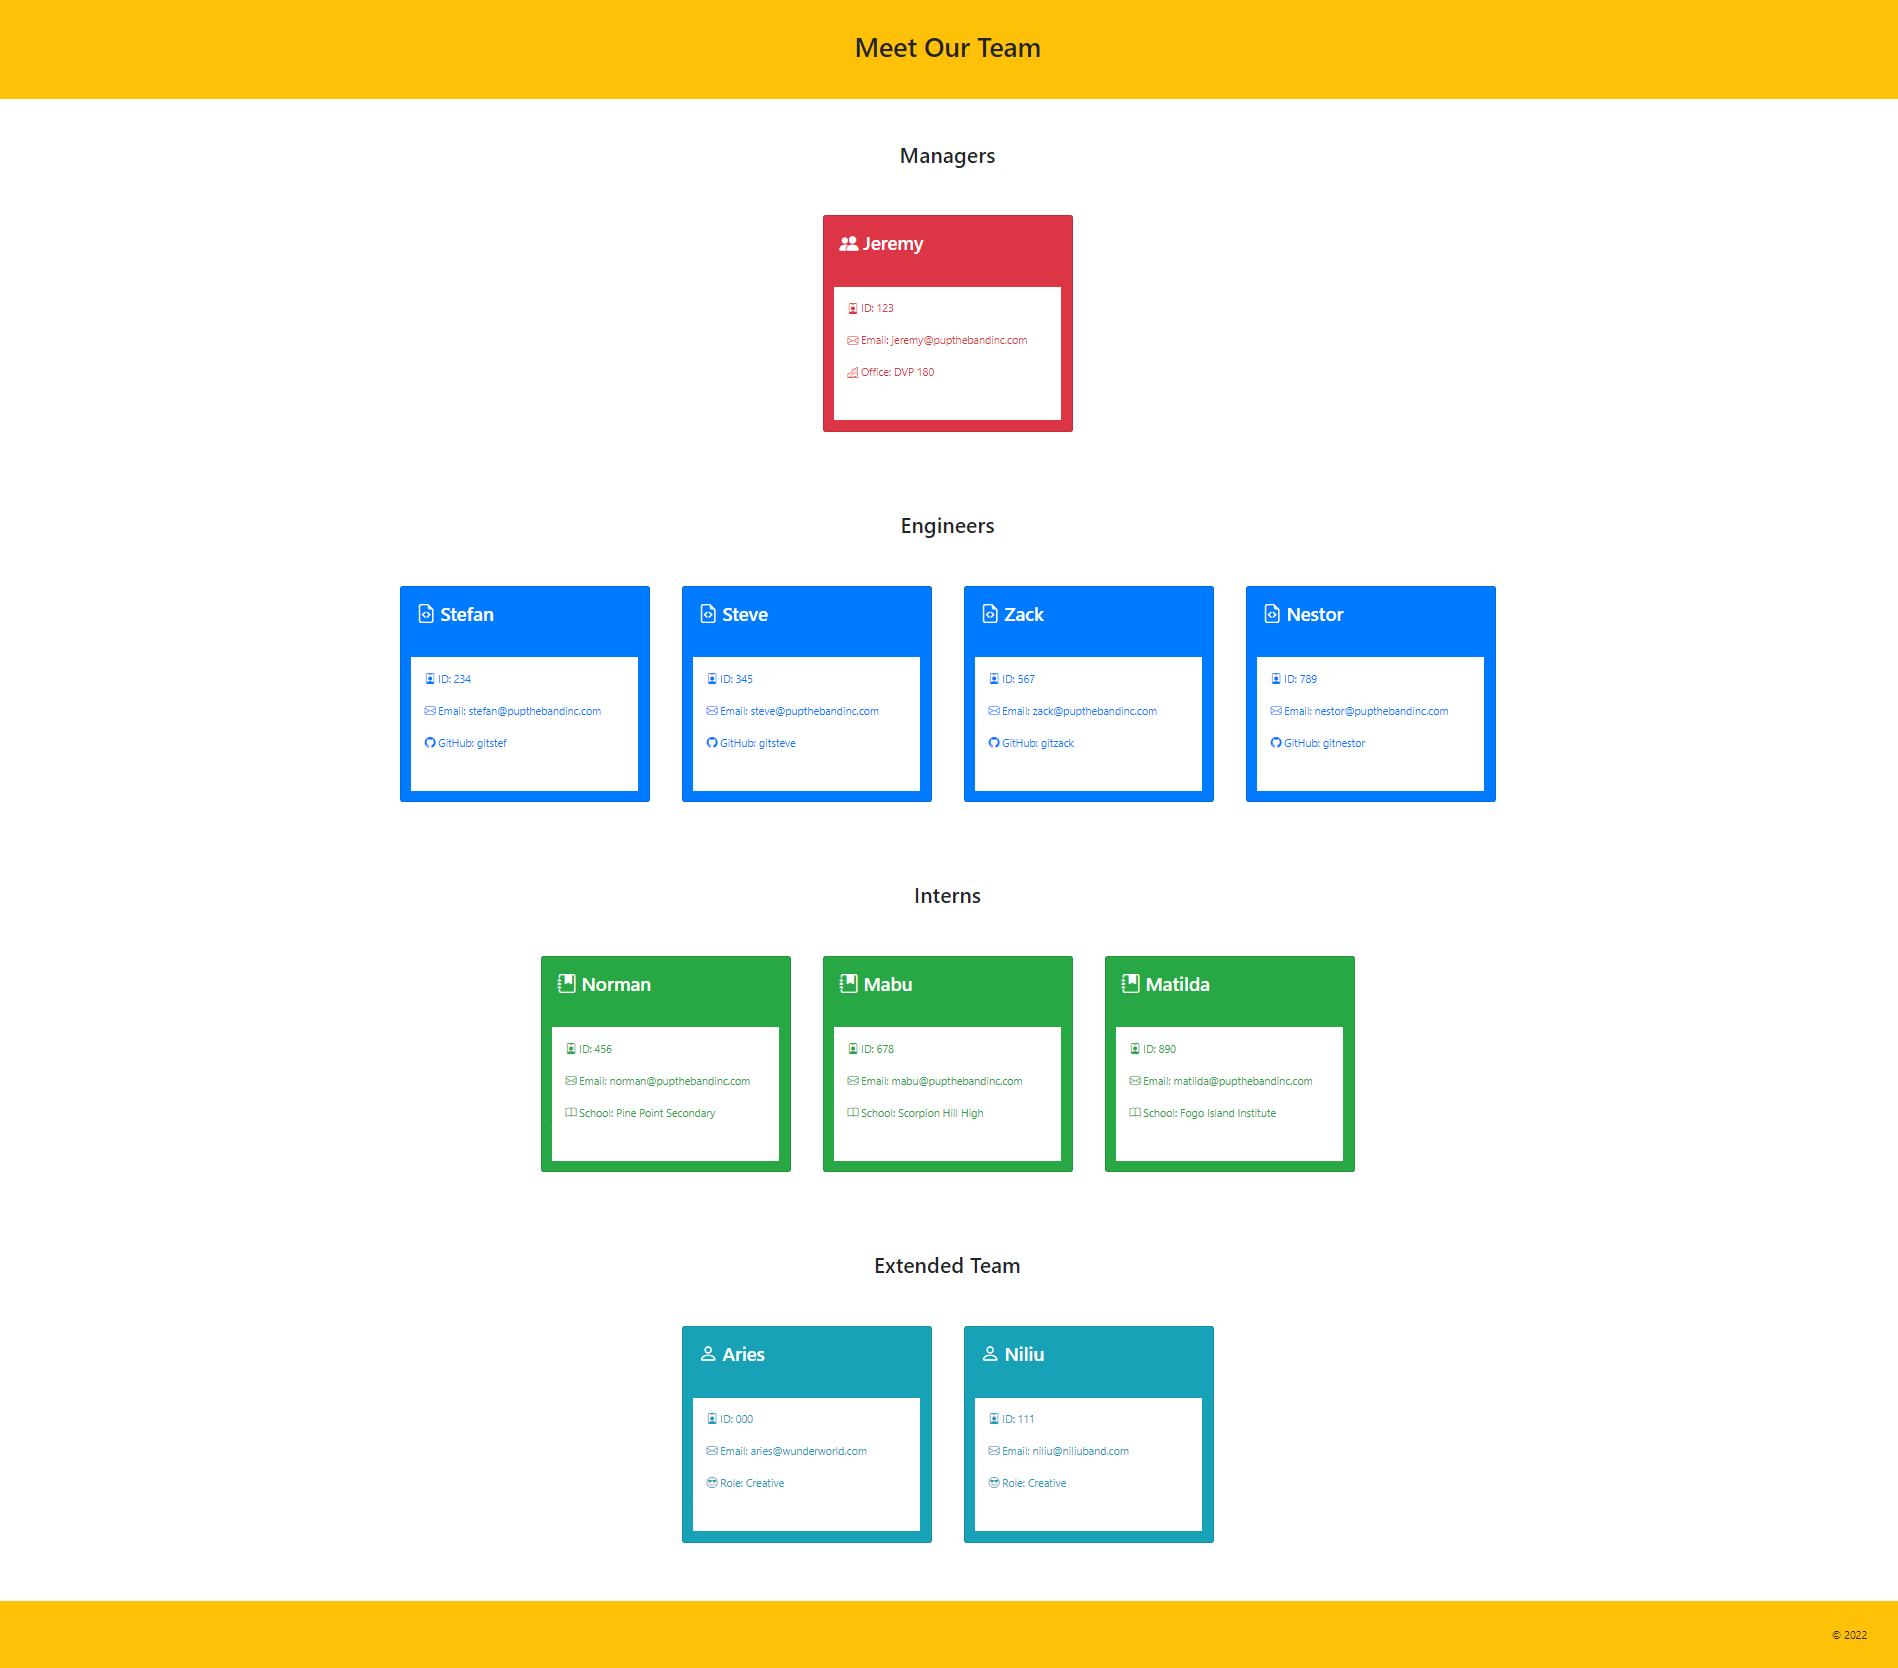 Meet Our Team
Managers
Jeremy
ID: 123
Email: jeremy@pupthebandinc.com
Office: DVP 180
Engineers
Stefan
ID: 234
Email: stefan@pupthebandinc.com
GitHub: gitstef
Steve
ID: 345
Email: steve@pupthebandinc.com
GitHub: gitsteve
Zack
ID: 567
Email: zack@pupthebandinc.com
GitHub: gitzack
Nestor
ID: 789
Email: nestor@pupthebandinc.com
GitHub: gitnestor
Interns
Norman
ID: 456
Email: norman@pupthebandinc.com
School: Pine Point Secondary
Mabu
ID: 678
Email: mabu@pupthebandinc.com
School: Scorpion Hill High
Matilda
ID: 890
Email: matilda@pupthebandinc.com
School: Fogo Island Institute
Extended Team
Aries
ID: 000
Email: aries@wunderworld.com
Role: Creative
Niliu
ID: 111
Email: niliu@niliuband.com
Role: Creative
© 2022